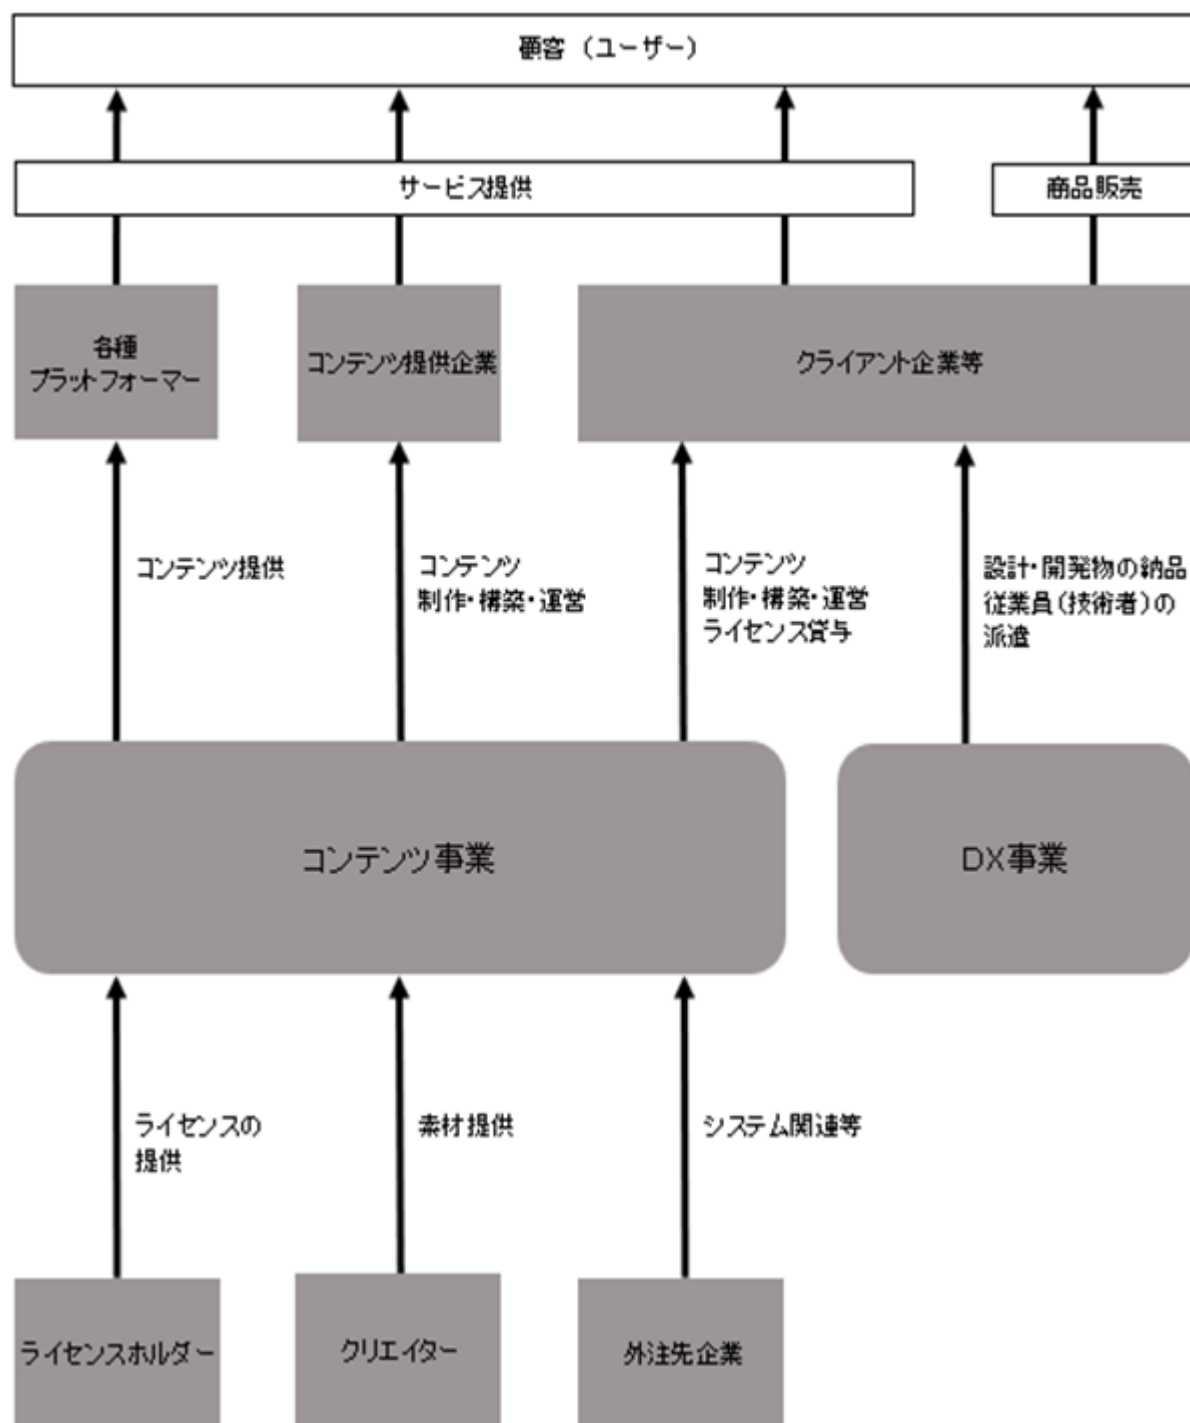 顧客（ユーザー）
サービス提供
商品販売
各種
プラットフォーマー
コンテンツ提供企業
クライアント企業等
コンテンツ提供
コンテンツ
制作・構築・運営
コンテンツ
制作・構築・運営
ライセンス貸与
設計・開発物の納品
従業員（技術者）の
派遣
コンテンツ事業
DX事業
ライセンスの
提供
素材提供
システム関連等
ライセンスホルダー
クリエイター
外注先企業